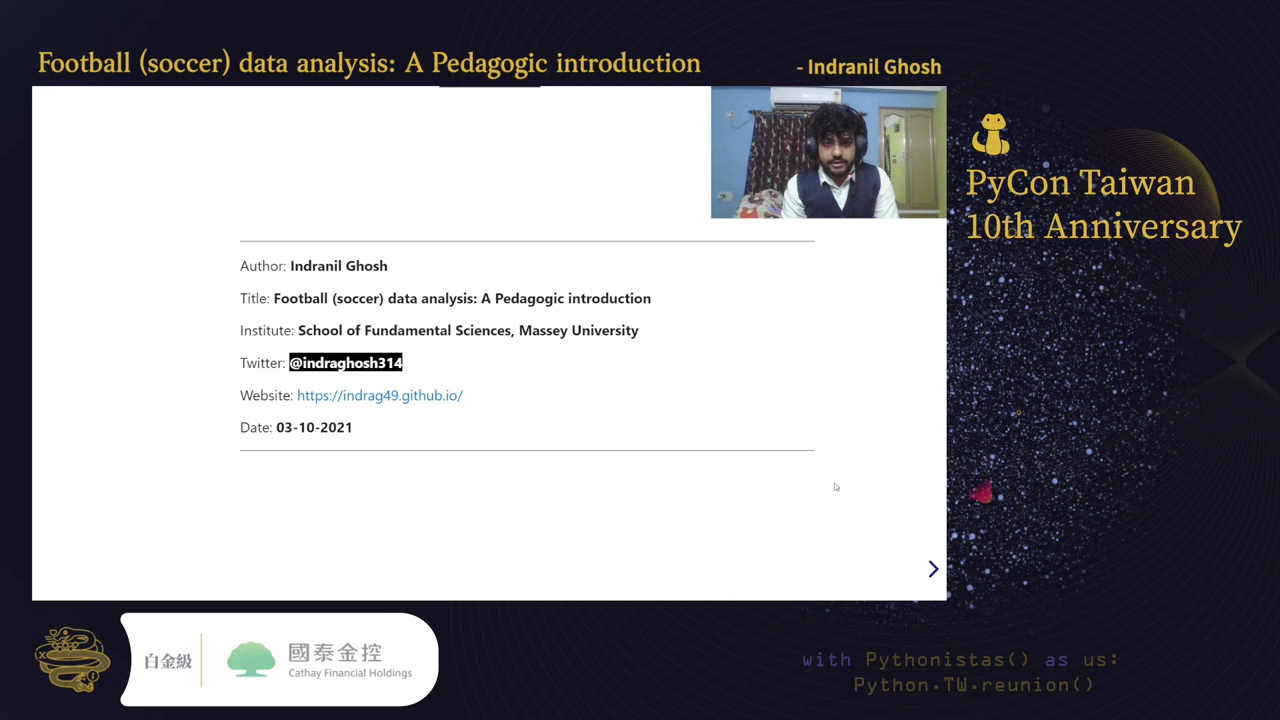 Football (soccer) data analysis: A Pedagogic introduction
- Indranil Ghosh
PyCon Taiwan
10th Anniversary
Author: Indranil Ghosh
Title: Football (soccer) data analysis: A Pedagogic introduction
Institute: School of Fundamental Sciences, Massey University
Twitter: @indraghosh314
Website: https://indrag49.github.io/
Date: 03-10-2021
白金級
國泰金控
Cathay Financial Holdings
with Pythonistas() as us:
Python.TW.reunion()